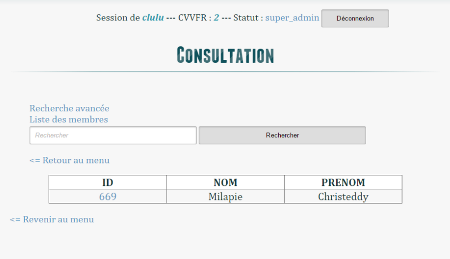 Session de clulu --- CVVFR : 2 --- Statut : super_admin Déconnexion
Consultation
Recherche avancée
Liste des membres
Rechercher Rechercher
<= Retour au menu
ID NOM PRENOM
669 Milapie Christeddy
<= Revenir au menu